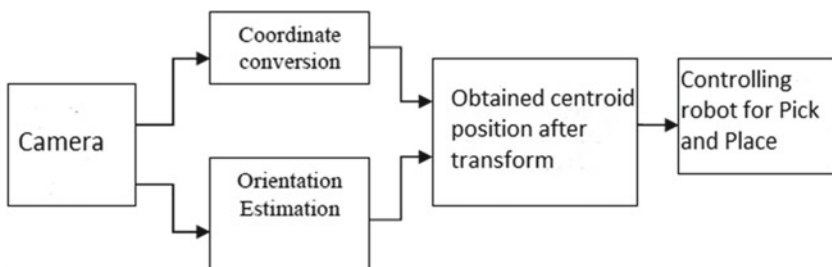 Camera
Coordinate
conversion
Orientation
Estimation
Obtained centroid
position after
transform
Controlling
robot for Pick
and Place